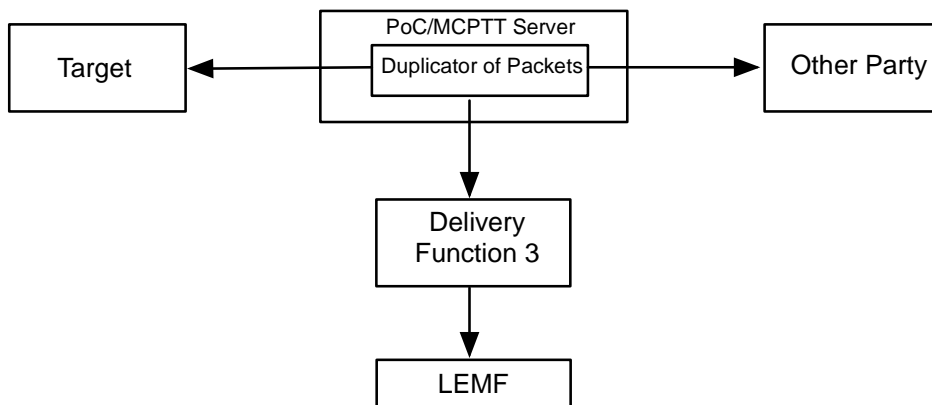 PoC/MCPTT Server
Target
Duplicator of Packets
Other Party
Delivery
Function 3
LEMF